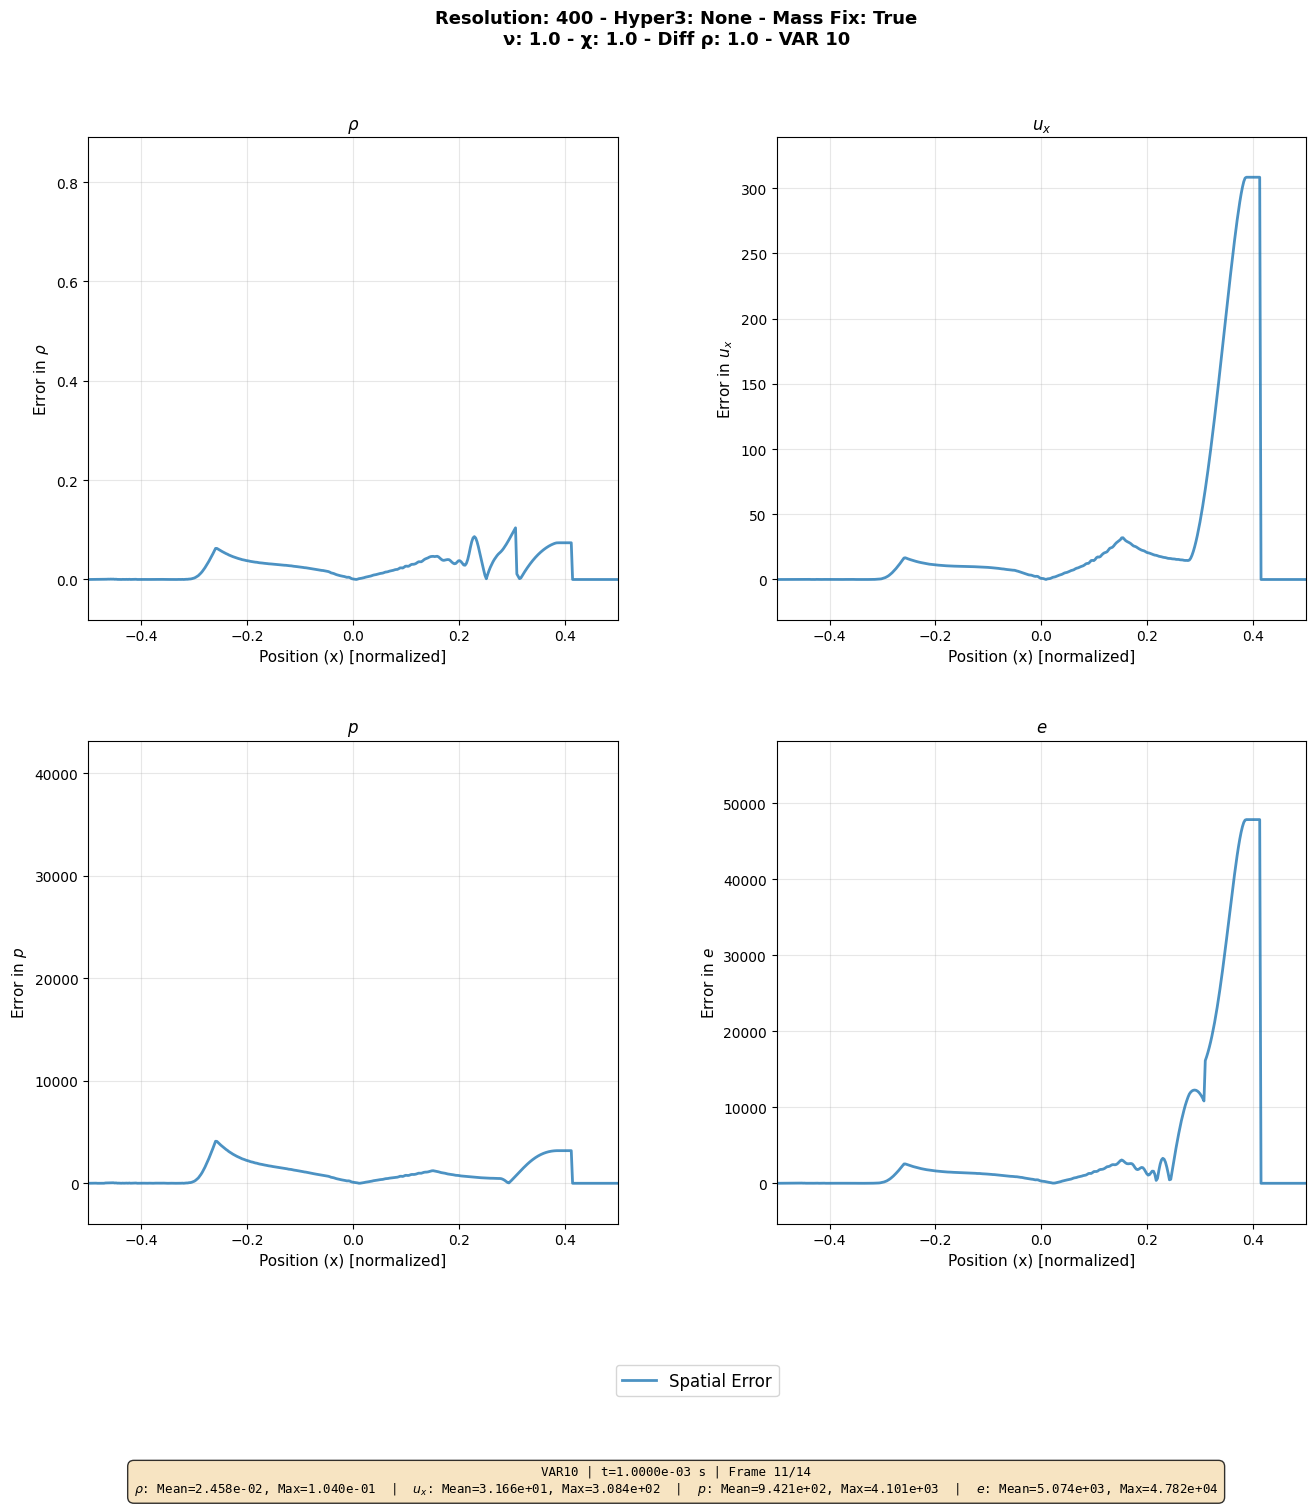 Resolution: 400 - Hyper3: None - Mass Fix: True
ν: 1.0 - χ: 1.0 - Diff ρ: 1.0 - VAR 10
ρ
Error in ρ
0.8
0.6
0.4
0.2
0.0
−0.4 −0.2 0.0 0.2 0.4
Position (x) [normalized]
u_x
Error in u_x
300
250
200
150
100
50
0
−0.4 −0.2 0.0 0.2 0.4
Position (x) [normalized]
p
Error in p
40000
30000
20000
10000
0
−0.4 −0.2 0.0 0.2 0.4
Position (x) [normalized]
e
Error in e
50000
40000
30000
20000
10000
0
−0.4 −0.2 0.0 0.2 0.4
Position (x) [normalized]
Spatial Error
VAR10 | t=1.0000e-03 s | Frame 11/14
ρ: Mean=2.458e-02, Max=1.040e-01 | u_x: Mean=3.166e+01, Max=3.084e+02 | p: Mean=9.421e+02, Max=4.101e+03 | e: Mean=5.074e+03, Max=4.782e+04